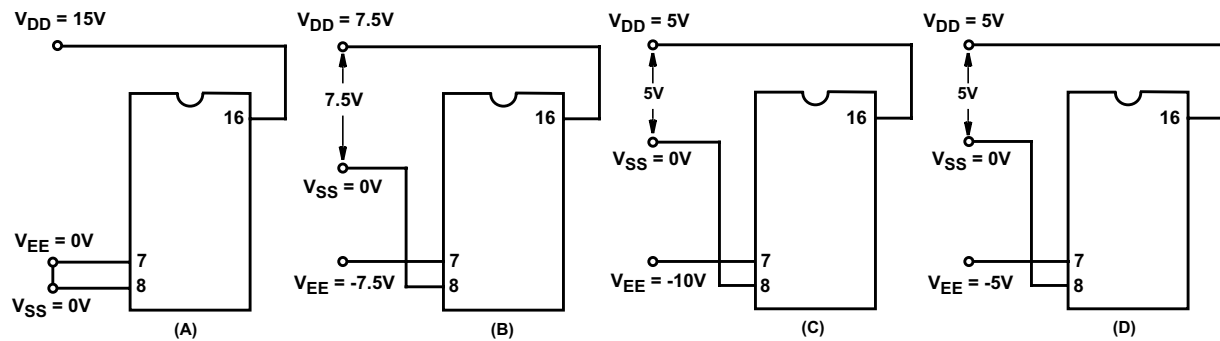 VDD = 15V
16
VEE = 0V
7
8
VSS = 0V
(A)
VDD = 7.5V
7.5V
16
VSS = 0V
7
VEE = -7.5V
8
(B)
VDD = 5V
5V
16
VSS = 0V
7
VEE = -10V
8
(C)
VDD = 5V
5V
16
VSS = 0V
7
VEE = -5V
8
(D)